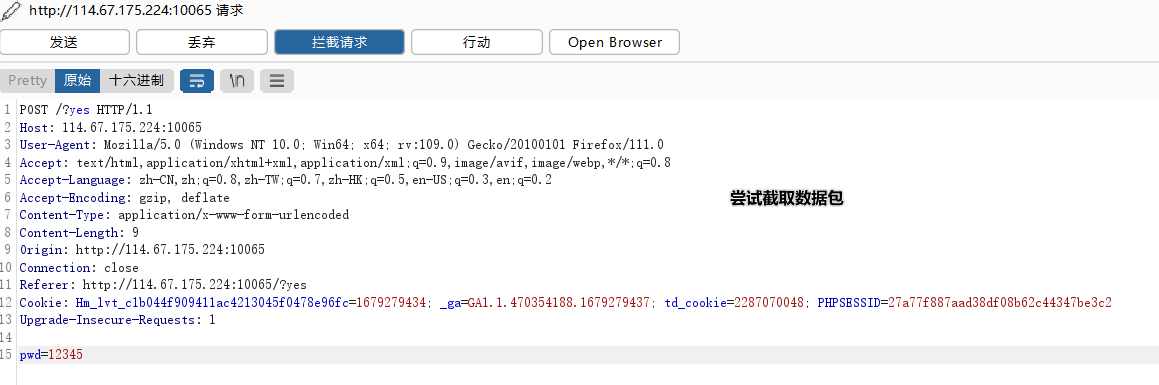 http://114.67.175.224:10065 请求
发送 丢弃 拦截请求 行动 Open Browser
Pretty 原始 十六进制 \n
1 POST /?yes HTTP/1.1
2 Host: 114.67.175.224:10065
3 User-Agent: Mozilla/5.0 (Windows NT 10.0; Win64; x64; rv:109.0) Gecko/20100101 Firefox/111.0
4 Accept: text/html,application/xhtml+xml,application/xml;q=0.9,image/avif,image/webp,*/*;q=0.8
5 Accept-Language: zh-CN,zh;q=0.8,zh-TW;q=0.7,zh-HK;q=0.5,en-US;q=0.3,en;q=0.2
6 Accept-Encoding: gzip, deflate
尝试截取数据包
7 Content-Type: application/x-www-form-urlencoded
8 Content-Length: 9
9 Origin: http://114.67.175.224:10065
10 Connection: close
11 Referer: http://114.67.175.224:10065/?yes
12 Cookie: Hm_lvt_c1b044f909411ac4213045f0478e96fc=1679279434; _ga=GA1.1.470354188.1679279437; td_cookie=2287070048; PHPSESSID=27a77f887aad38df08b62c44347be3c2
13 Upgrade-Insecure-Requests: 1
14
15 pwd=12345